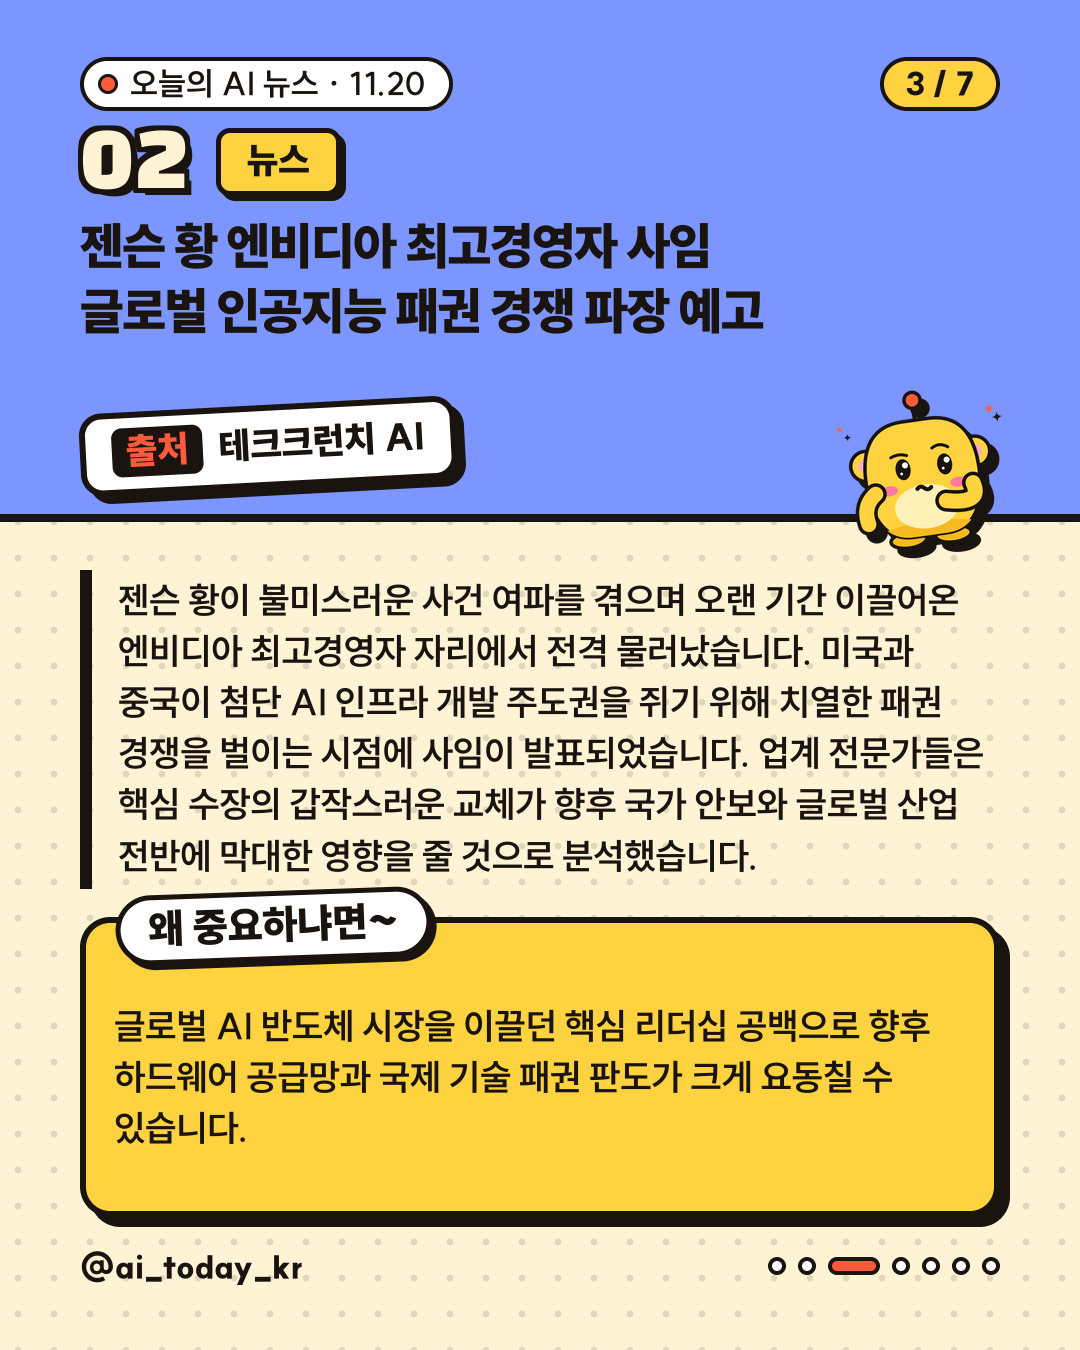 오늘의 AI 뉴스 · 11.20
3 / 7
02
뉴스
젠슨 황 엔비디아 최고경영자 사임
글로벌 인공지능 패권 경쟁 파장 예고
출처 테크크런치 AI
젠슨 황이 불미스러운 사건 여파를 겪으며 오랜 기간 이끌어온
엔비디아 최고경영자 자리에서 전격 물러났습니다. 미국과
중국이 첨단 AI 인프라 개발 주도권을 쥐기 위해 치열한 패권
경쟁을 벌이는 시점에 사임이 발표되었습니다. 업계 전문가들은
핵심 수장의 갑작스러운 교체가 향후 국가 안보와 글로벌 산업
전반에 막대한 영향을 줄 것으로 분석했습니다.
왜 중요하냐면~
글로벌 AI 반도체 시장을 이끌던 핵심 리더십 공백으로 향후
하드웨어 공급망과 국제 기술 패권 판도가 크게 요동칠 수
있습니다.
@ai_today_kr